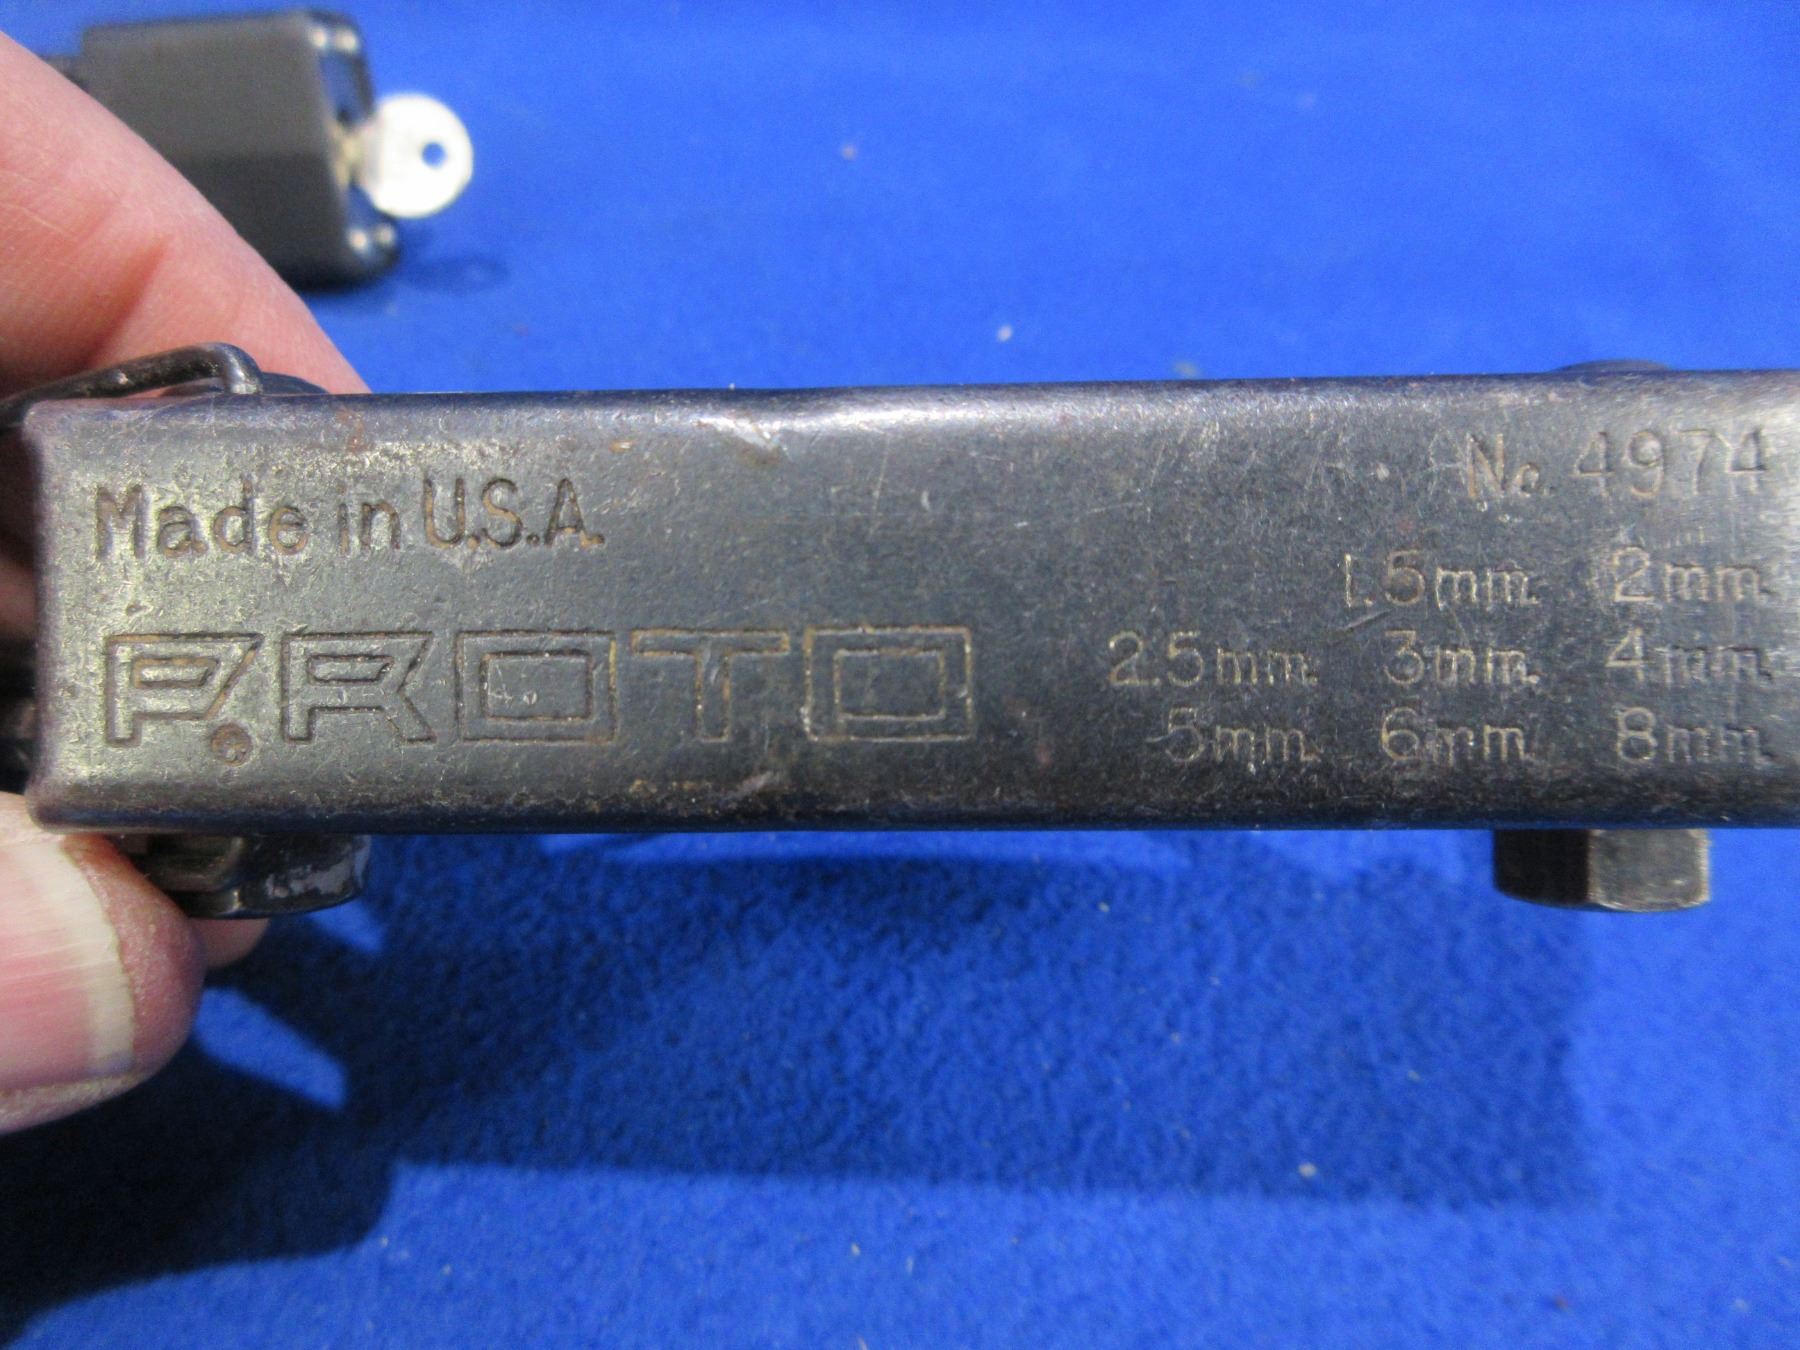 Made in U.S.A.
PROTO
No. 4974
1.5mm. 2mm.
2.5mm. 3mm. 4mm.
5mm. 6mm. 8mm.